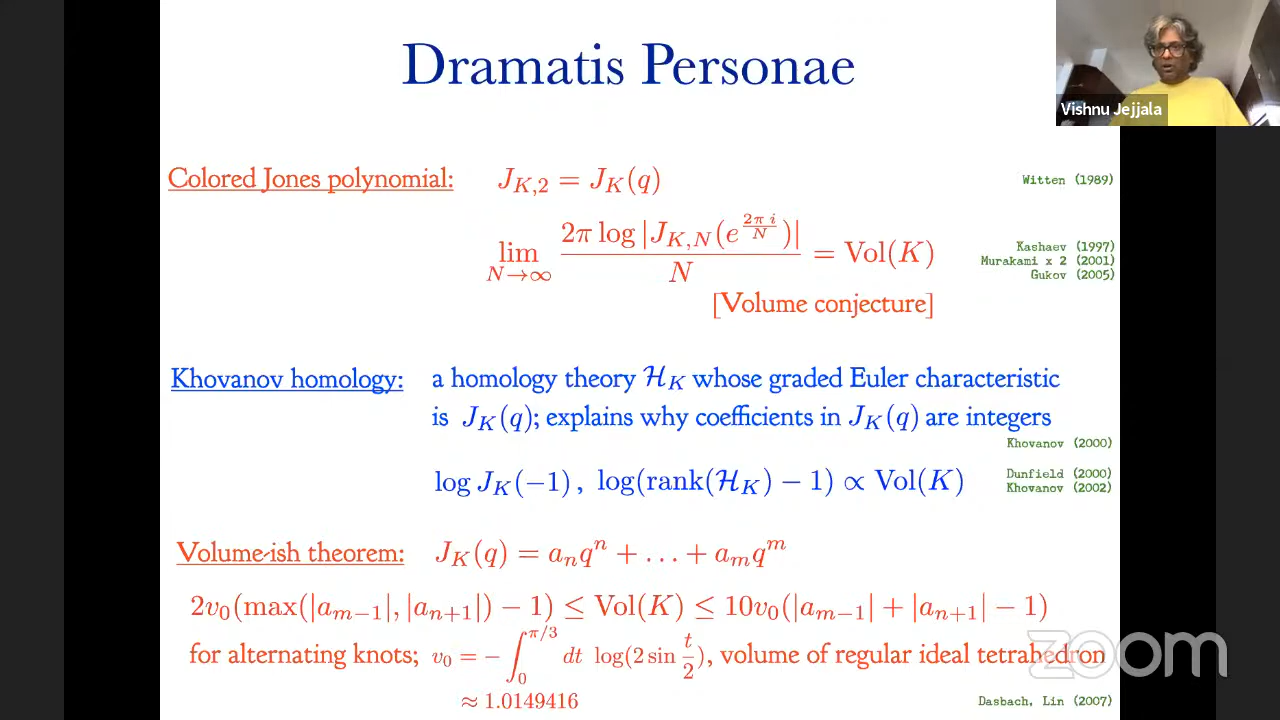 Dramatis Personae
Vishnu Jejjala
Colored Jones polynomial: J_{K,2} = J_K(q) Witten (1989)
lim_{N→∞} \frac{2π log |J_{K,N}(e^{\frac{2π i}{N}})|}{N} = Vol(K)
Kashaev (1997)
Murakami x 2 (2001)
Gukov (2005)
[Volume conjecture]
Khovanov homology: a homology theory ℋ_K whose graded Euler characteristic
is J_K(q); explains why coefficients in J_K(q) are integers
Khovanov (2000)
log J_K(−1) , log(rank(ℋ_K) − 1) ∝ Vol(K)
Dunfield (2000)
Khovanov (2002)
Volume-ish theorem: J_K(q) = a_n q^n + … + a_m q^m
2v_0(max(|a_{m−1}|, |a_{n+1}|) − 1) ≤ Vol(K) ≤ 10v_0(|a_{m−1}| + |a_{n+1}| − 1)
for alternating knots; v_0 = − ∫_0^{π/3} dt log(2 sin \frac{t}{2}), volume of regular ideal tetrahedron
≈ 1.0149416
Dasbach, Lin (2007)
zoom